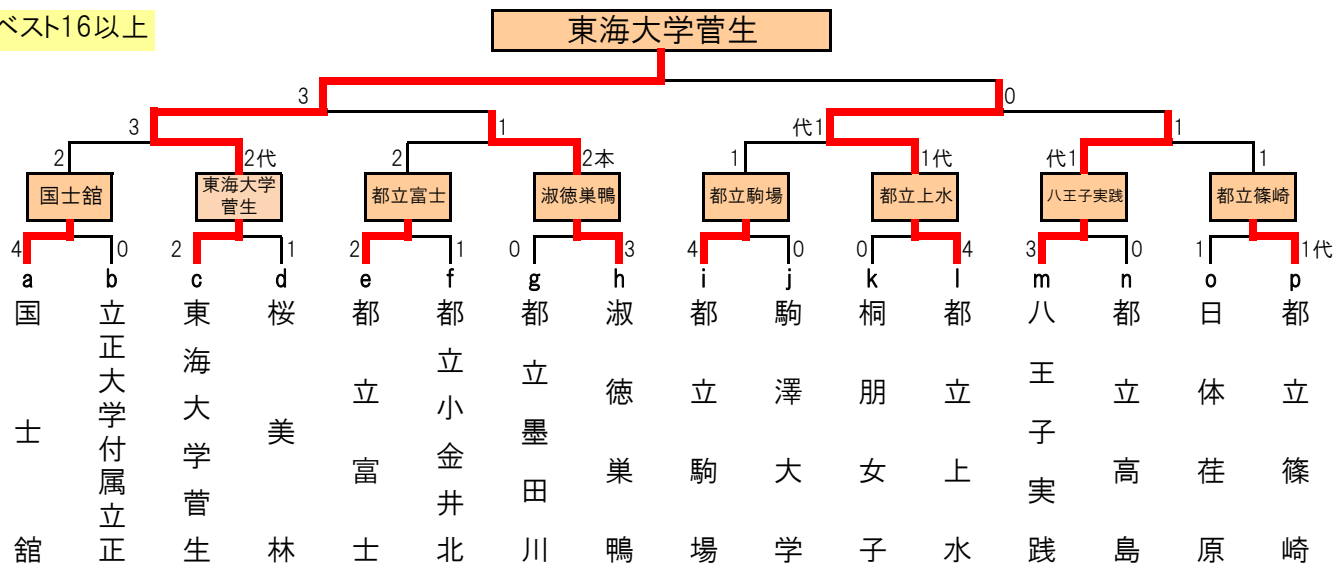 ベスト16以上
東海大学菅生
3
0
3
1
代1
1
2
2代
2
2本
1
1代
代1
1
国士舘
東海大学
菅生
都立富士
淑徳巣鴨
都立駒場
都立上水
八王子実践
都立篠崎
4
0
2
1
2
1
0
3
4
0
0
4
3
0
1
1代
a
b
c
d
e
f
g
h
i
j
k
l
m
n
o
p
国士舘
立正大学付属立正
東海大学菅生
桜美林
都立富士
都立小金井北
都立墨田川
淑徳巣鴨
都立駒場
駒澤大学
桐朋女子
都立上水
八王子実践
都立高島
日体荏原
都立篠崎